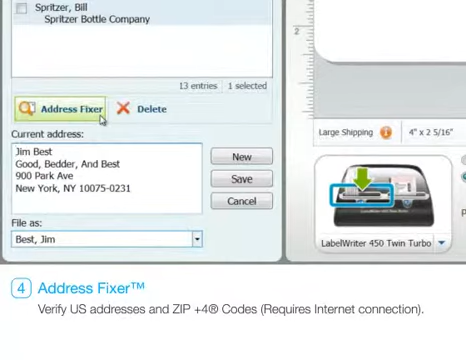 Spritzer, Bill
Spritzer Bottle Company
13 entries 1 selected
Address Fixer Delete
Current address:
Jim Best
Good, Bedder, And Best
900 Park Ave
New York, NY 10075-0231
New
Save
Cancel
File as:
Best, Jim
2
Large Shipping 4" x 2 5/16"
LabelWriter 450 Twin Turbo
4 Address Fixer™
Verify US addresses and ZIP +4® Codes (Requires Internet connection).